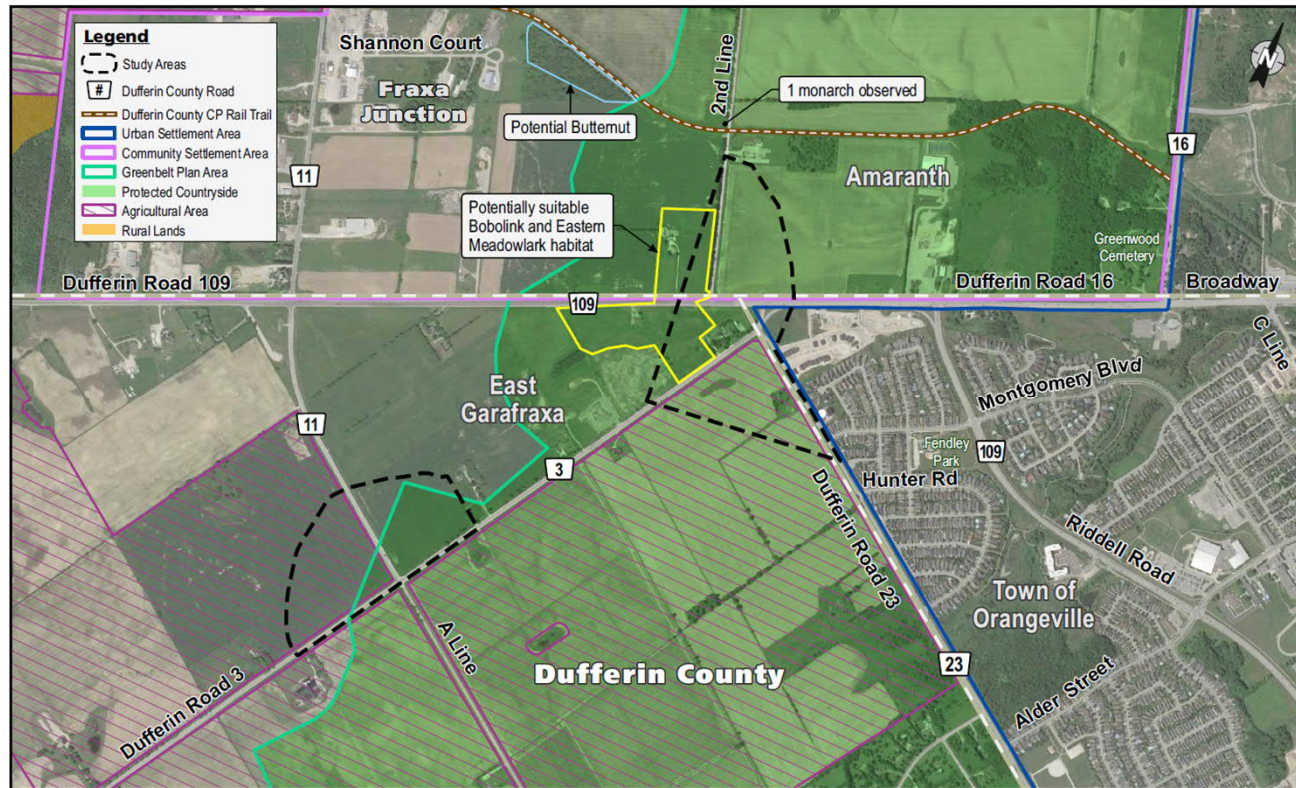 Legend
Study Areas
# Dufferin County Road
Dufferin County CP Rail Trail
Urban Settlement Area
Community Settlement Area
Greenbelt Plan Area
Protected Countryside
Agricultural Area
Rural Lands
Shannon Court
Fraxa
Junction
11
Potential Butternut
2nd Line
1 monarch observed
N
16
Amaranth
Potentially suitable
Bobolink and Eastern
Meadowlark habitat
Greenwood
Cemetery
Dufferin Road 109
109
Dufferin Road 16
Broadway
C Line
Montgomery Blvd
East
Garafraxa
11
3
Fendley
Park
109
Hunter Rd
Dufferin Road 23
Riddell Road
Town of
Orangeville
A Line
Dufferin County
23
Alder Street
Dufferin Road 3